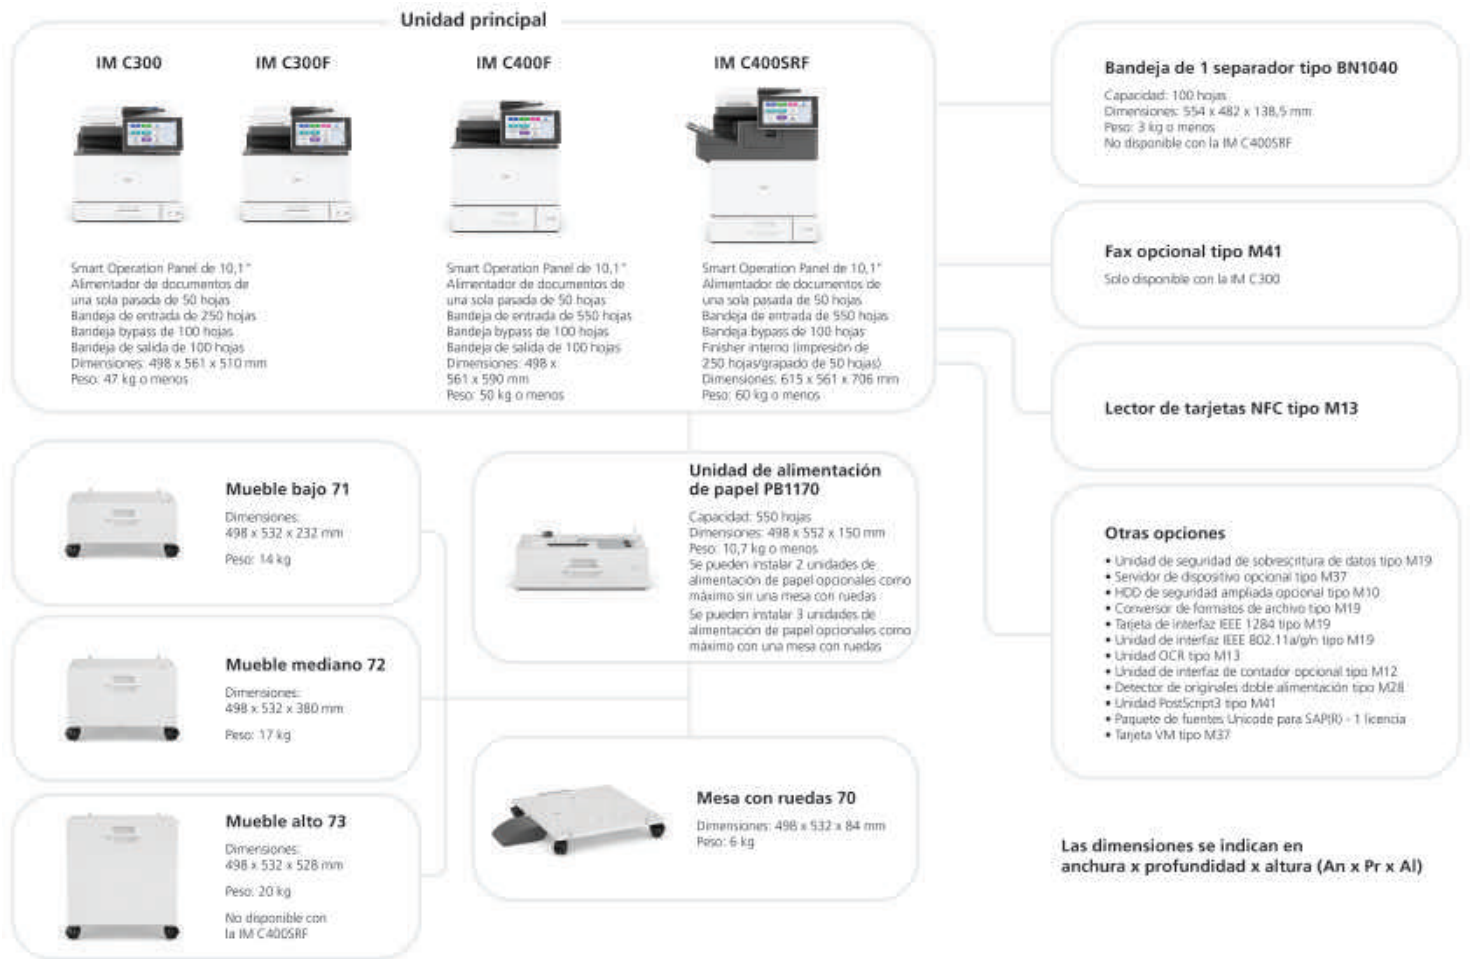 Unidad principal
IM C300
IM C300F
IM C400F
IM C400SRF
Smart Operation Panel de 10,1"
Alimentador de documentos de
una sola pasada de 50 hojas
Bandeja de entrada de 250 hojas
Bandeja bypass de 100 hojas
Bandeja de salida de 100 hojas
Dimensiones: 498 x 561 x 510 mm
Peso: 47 kg o menos
Smart Operation Panel de 10,1"
Alimentador de documentos de
una sola pasada de 50 hojas
Bandeja de entrada de 550 hojas
Bandeja bypass de 100 hojas
Bandeja de salida de 100 hojas
Dimensiones: 498 x
561 x 590 mm
Peso: 50 kg o menos
Smart Operation Panel de 10,1"
Alimentador de documentos de
una sola pasada de 50 hojas
Bandeja de entrada de 550 hojas
Bandeja bypass de 100 hojas
Finisher interno (impresión de
250 hojas/grapado de 50 hojas)
Dimensiones: 615 x 561 x 706 mm
Peso: 60 kg o menos
Bandeja de 1 separador tipo BN1040
Capacidad: 100 hojas
Dimensiones: 554 x 482 x 138,5 mm
Peso: 3 kg o menos
No disponible con la IM C400SRF
Fax opcional tipo M41
Solo disponible con la IM C300
Lector de tarjetas NFC tipo M13
Mueble bajo 71
Dimensiones:
498 x 532 x 232 mm
Peso: 14 kg
Mueble mediano 72
Dimensiones:
498 x 532 x 380 mm
Peso: 17 kg
Mueble alto 73
Dimensiones:
498 x 532 x 528 mm
Peso: 20 kg
No disponible con
la IM C400SRF
Unidad de alimentación
de papel PB1170
Capacidad: 550 hojas
Dimensiones: 498 x 552 x 150 mm
Peso: 10,7 kg o menos
Se pueden instalar 2 unidades de
alimentación de papel opcionales como
máximo sin una mesa con ruedas
Se pueden instalar 3 unidades de
alimentación de papel opcionales como
máximo con una mesa con ruedas
Mesa con ruedas 70
Dimensiones: 498 x 532 x 84 mm
Peso: 6 kg
Otras opciones
• Unidad de seguridad de sobrescritura de datos tipo M19
• Servidor de dispositivo opcional tipo M37
• HDD de seguridad ampliada opcional tipo M10
• Conversor de formatos de archivo tipo M19
• Tarjeta de interfaz IEEE 1284 tipo M19
• Unidad de interfaz IEEE 802.11a/g/n tipo M19
• Unidad OCR tipo M13
• Unidad de interfaz de contador opcional tipo M12
• Detector de originales doble alimentación tipo M28
• Unidad PostScript3 tipo M41
• Paquete de fuentes Unicode para SAP(R) - 1 licencia
• Tarjeta VM tipo M37
Las dimensiones se indican en
anchura x profundidad x altura (An x Pr x Al)